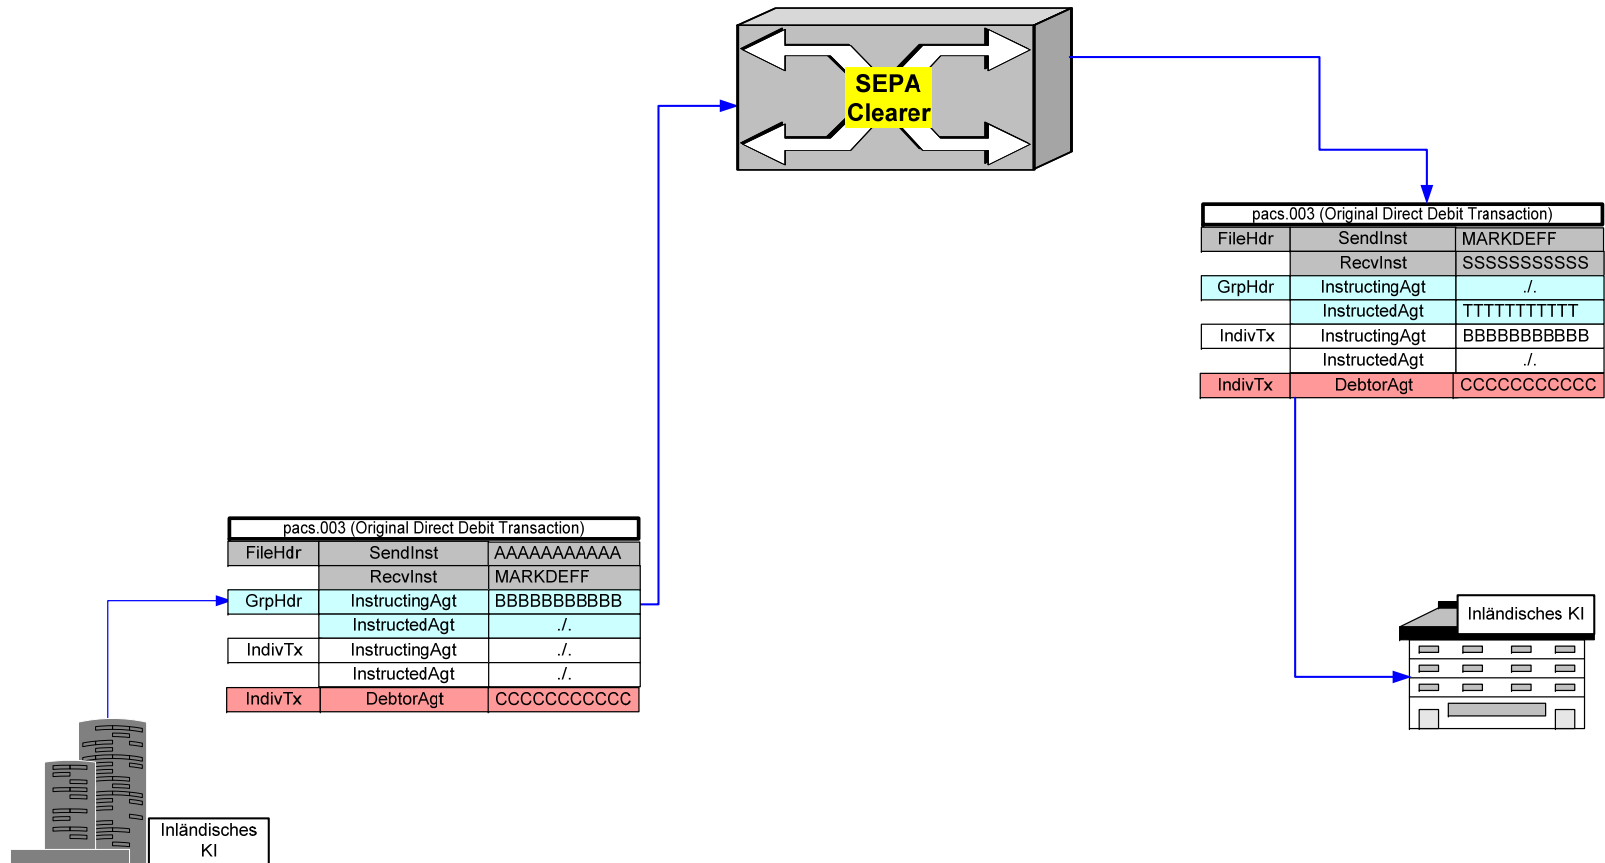 SEPA
Clearer
pacs.003 (Original Direct Debit Transaction)
FileHdr SendInst MARKDEFF
RecvInst SSSSSSSSSSS
GrpHdr InstructingAgt ./.
InstructedAgt TTTTTTTTTTT
IndivTx InstructingAgt BBBBBBBBBBB
InstructedAgt ./.
IndivTx DebtorAgt CCCCCCCCCCC
pacs.003 (Original Direct Debit Transaction)
FileHdr SendInst AAAAAAAAAAA
RecvInst MARKDEFF
GrpHdr InstructingAgt BBBBBBBBBBB
InstructedAgt ./.
IndivTx InstructingAgt ./.
InstructedAgt ./.
IndivTx DebtorAgt CCCCCCCCCCC
Inländisches KI
Inländisches
KI